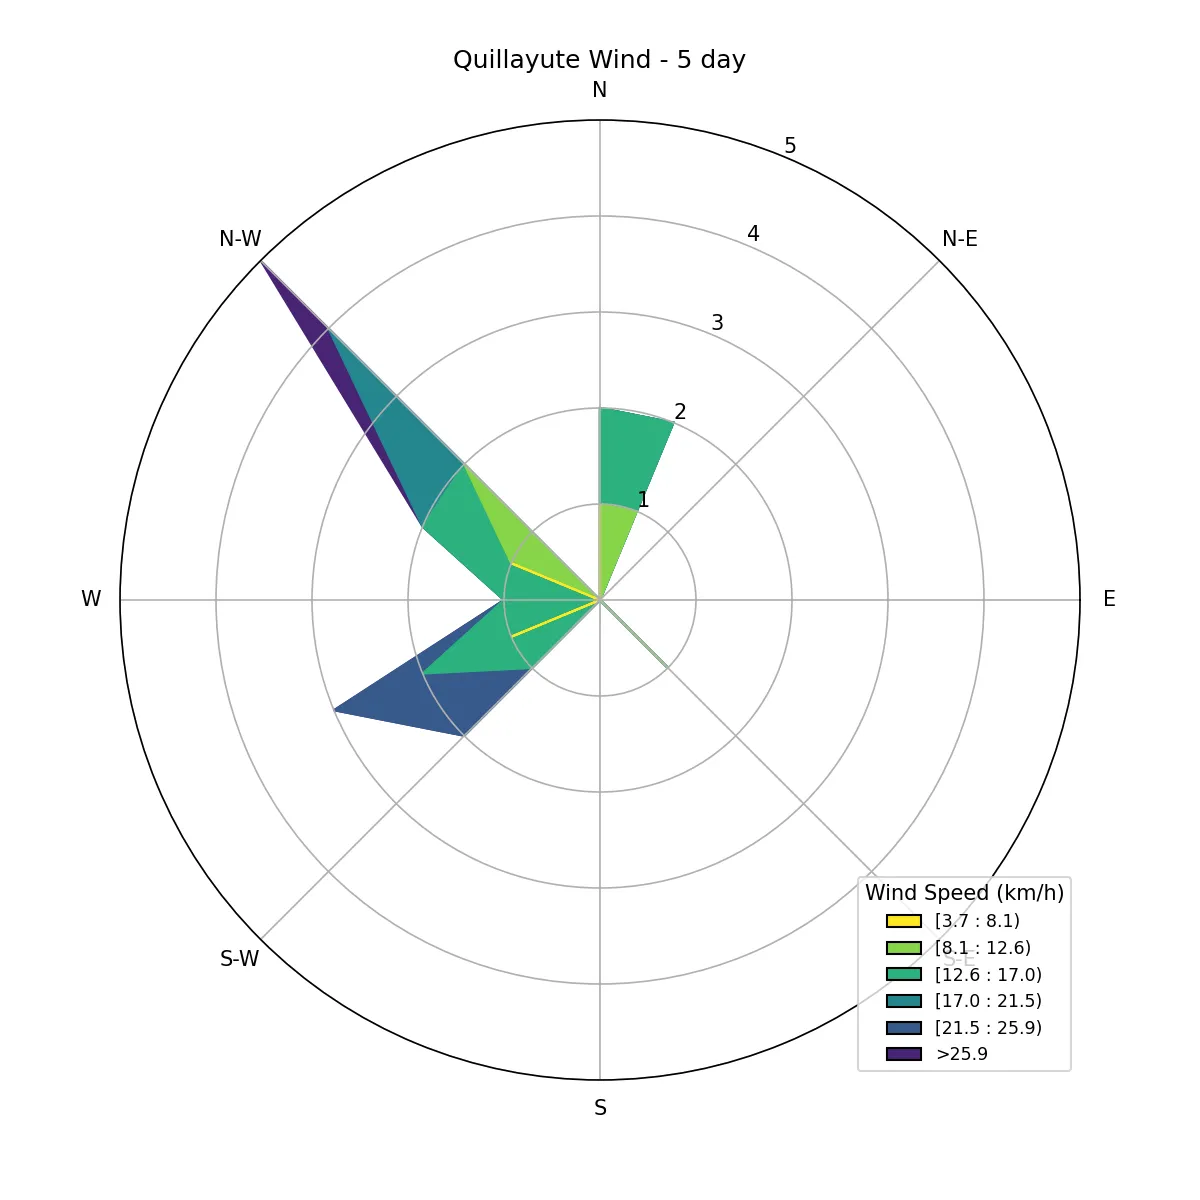 Quillayute Wind - 5 day
N
5
N-W
N-E
4
3
2
1
W
E
Wind Speed (km/h)
[3.7 : 8.1)
[8.1 : 12.6)
S-W
S-E
[12.6 : 17.0)
[17.0 : 21.5)
[21.5 : 25.9)
>25.9
S